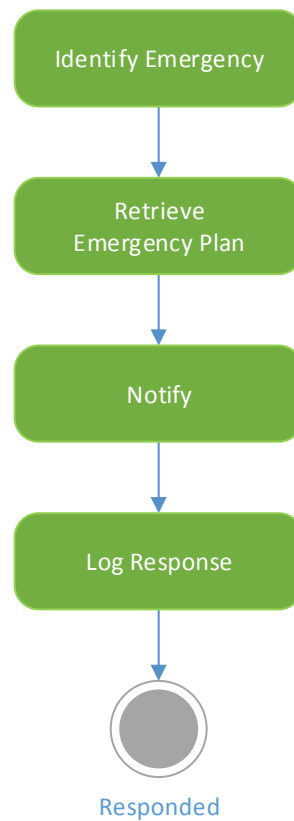 Identify Emergency
Retrieve
Emergency Plan
Notify
Log Response
Responded